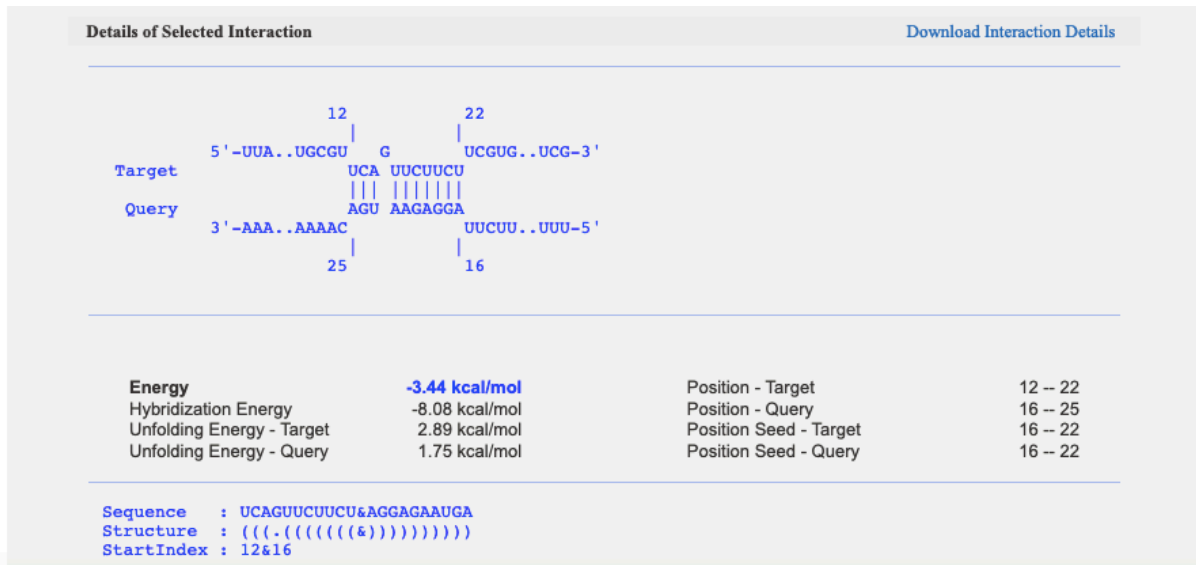 Details of Selected Interaction Download Interaction Details
12 22
| |
5'-UUA..UGCGU G UCGUG..UCG-3'
Target UCA UUCUUCU
||| |||||||
Query AGU AAGAGGA
3'-AAA..AAAAC UUCUU..UUU-5'
| |
25 16
Energy -3.44 kcal/mol Position - Target 12 -- 22
Hybridization Energy -8.08 kcal/mol Position - Query 16 -- 25
Unfolding Energy - Target 2.89 kcal/mol Position Seed - Target 16 -- 22
Unfolding Energy - Query 1.75 kcal/mol Position Seed - Query 16 -- 22
Sequence : UCAGUUCUUCU&AGGAGAAUGA
Structure : (((.(((((((&))))))))))
StartIndex : 12&16